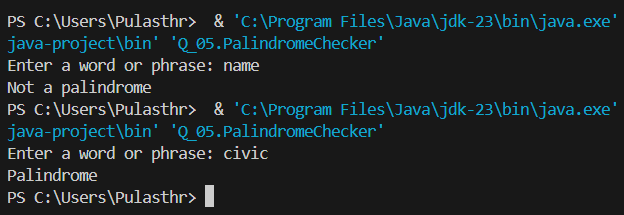 PS C:\Users\Pulasthr>  & 'C:\Program Files\Java\jdk-23\bin\java.exe'
java-project\bin' 'Q_05.PalindromeChecker'
Enter a word or phrase: name
Not a palindrome
PS C:\Users\Pulasthr>  & 'C:\Program Files\Java\jdk-23\bin\java.exe'
java-project\bin' 'Q_05.PalindromeChecker'
Enter a word or phrase: civic
Palindrome
PS C:\Users\Pulasthr>